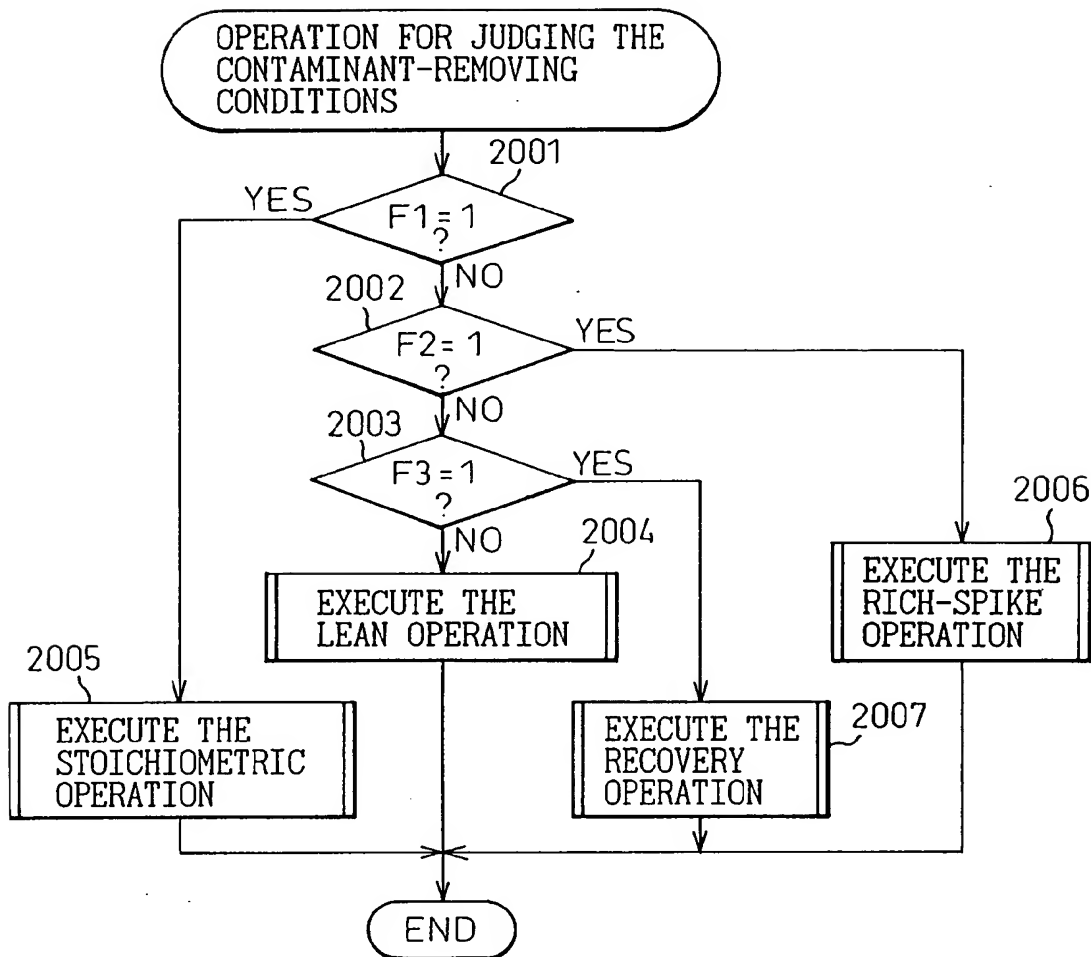 OPERATION FOR JUDGING THE
CONTAMINANT-REMOVING
CONDITIONS
2001
YES
F1=1
?
NO
2002
F2=1
?
YES
NO
2003
F3=1
?
YES
NO
2004
EXECUTE THE
LEAN OPERATION
2006
EXECUTE THE
RICH-SPIKE
OPERATION
2005
EXECUTE THE
STOICHIOMETRIC
OPERATION
2007
EXECUTE THE
RECOVERY
OPERATION
END